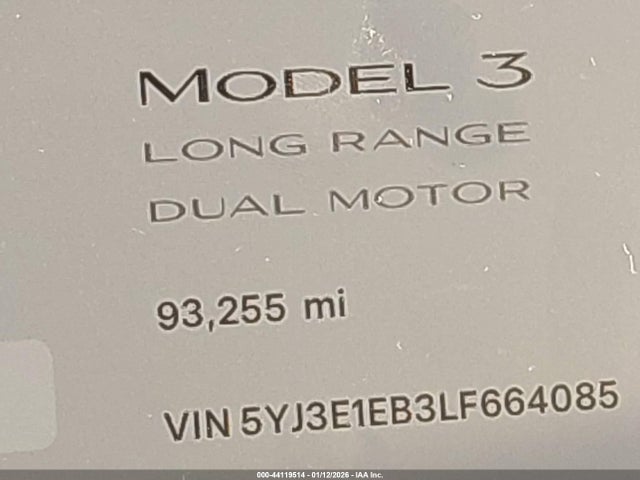 MODEL 3
LONG RANGE
DUAL MOTOR
93,255 mi
VIN 5YJ3E1EB3LF664085
000-44119514 - 01/12/2026 - IAA Inc.